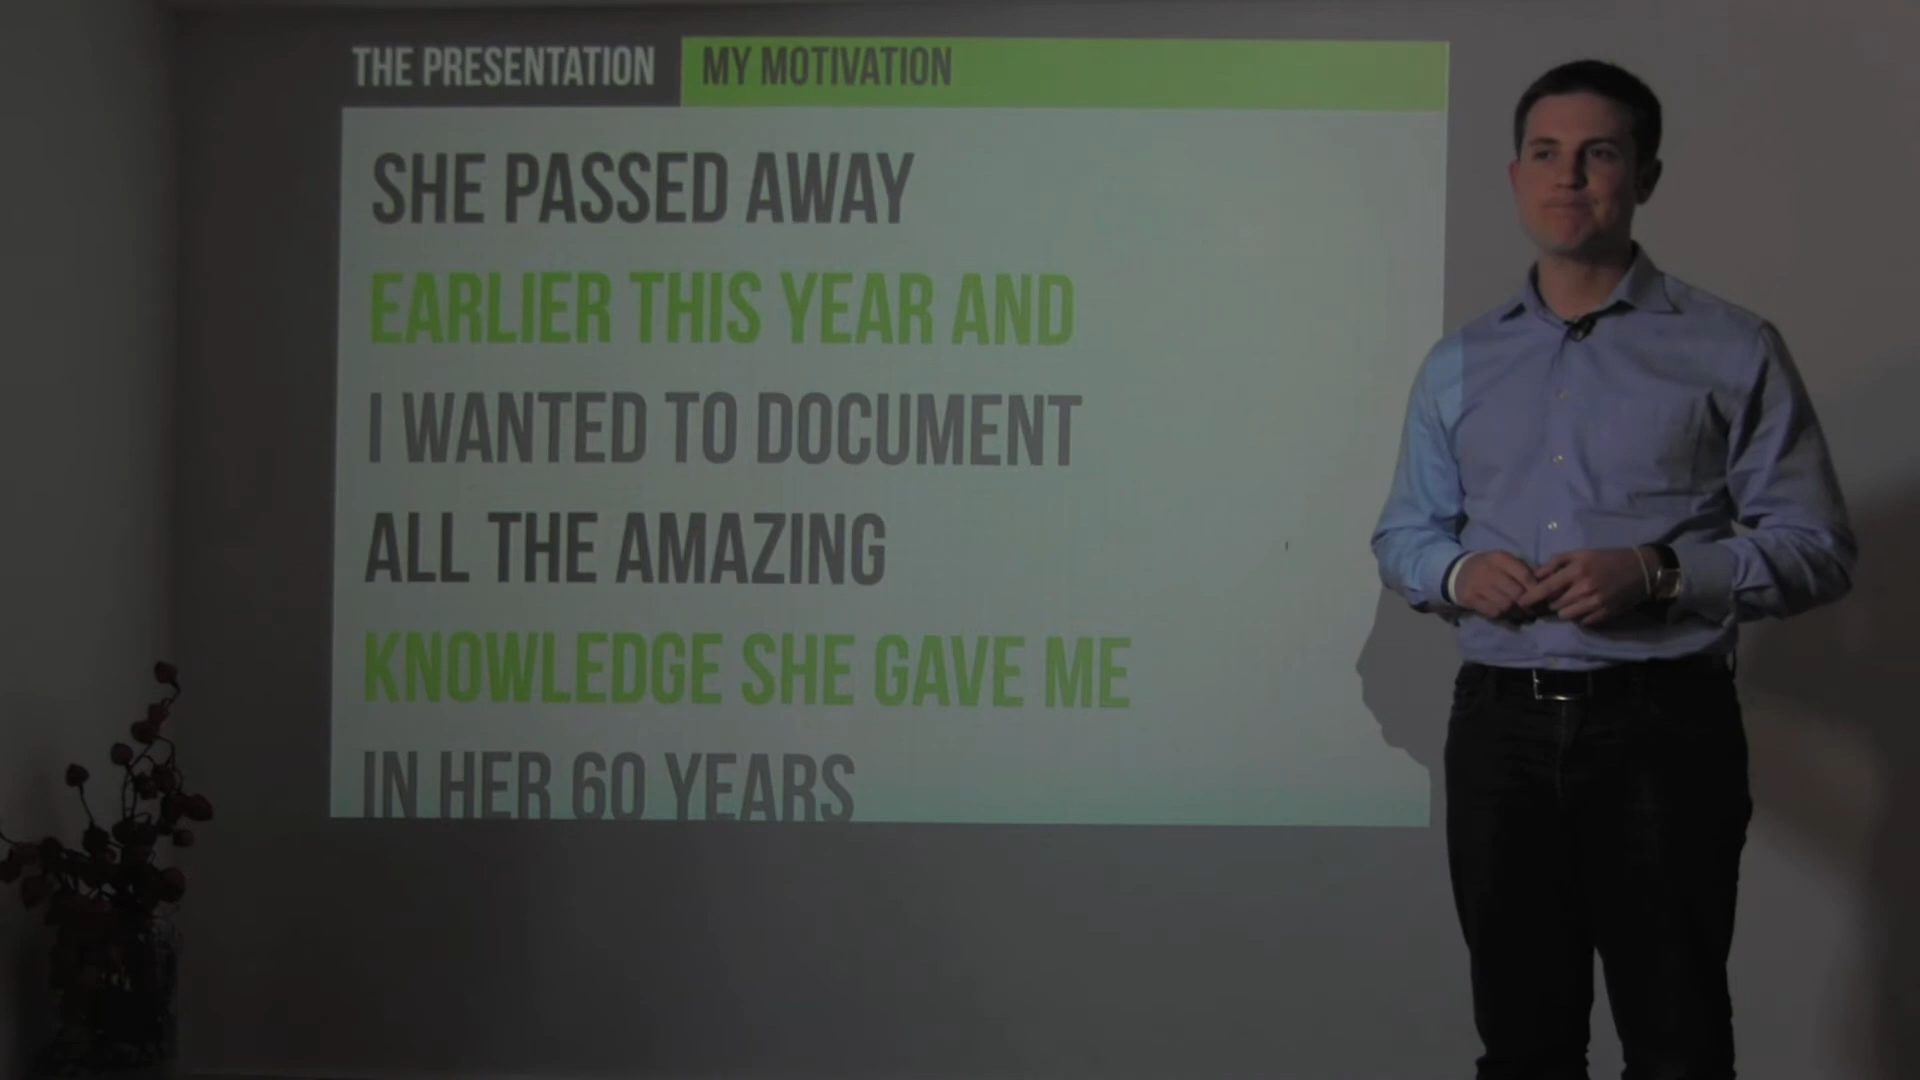 THE PRESENTATION MY MOTIVATION
SHE PASSED AWAY
EARLIER THIS YEAR AND
I WANTED TO DOCUMENT
ALL THE AMAZING
KNOWLEDGE SHE GAVE ME
IN HER 60 YEARS